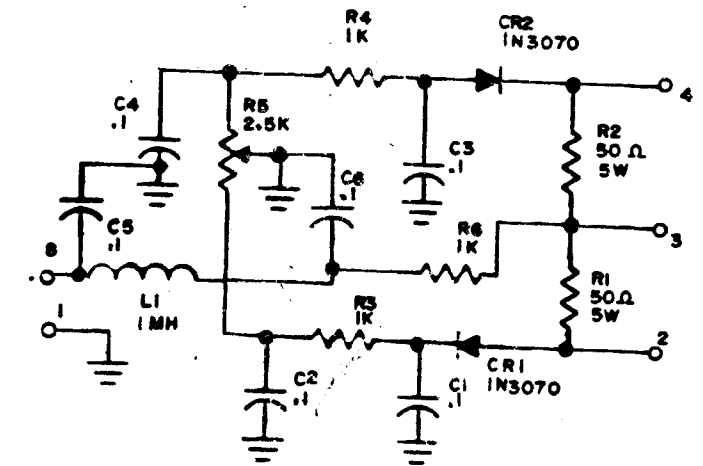 R4
1K
CR2
1N3070
4
C4
.1
R5
2.5K
C3
.1
R2
50 Ω
5W
C6
.1
C5
.1
8
R6
1K
3
L1
1MH
1
R3
1K
R1
50Ω
5W
2
CR1
1N3070
C2
.1
C1
.1